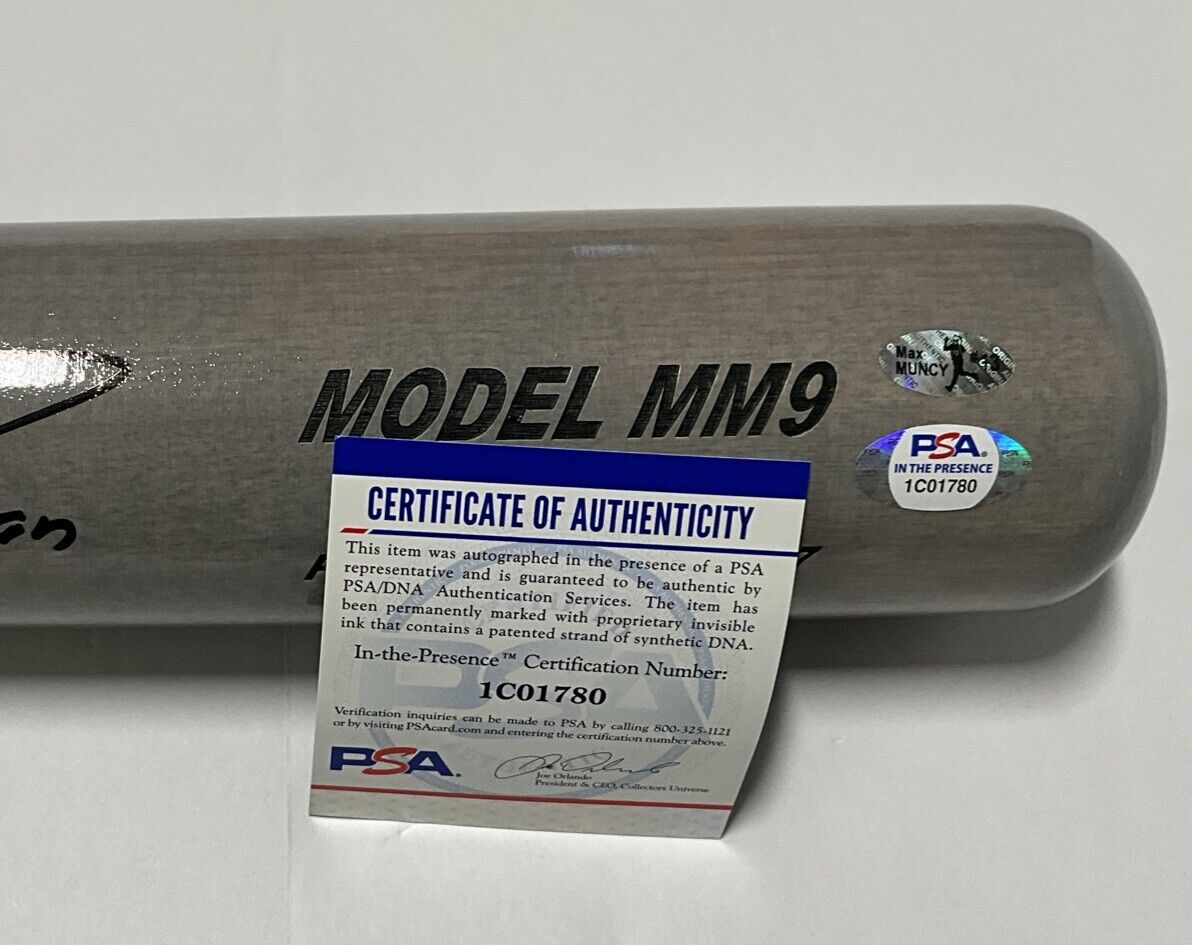 MODEL MM9
Max
MUNCY
PSA
IN THE PRESENCE
1C01780
CERTIFICATE OF AUTHENTICITY
This item was autographed in the presence of a PSA
representative and is guaranteed to be authentic by
PSA/DNA Authentication Services. The item has
been permanently marked with proprietary invisible
ink that contains a patented strand of synthetic DNA.
In-the-Presence™ Certification Number:
1C01780
Verification inquiries can be made to PSA by calling 800-325-1121
or by visiting PSAcard.com and entering the certification number above.
PSA.
Joe Orlando
President & CEO, Collectors Universe